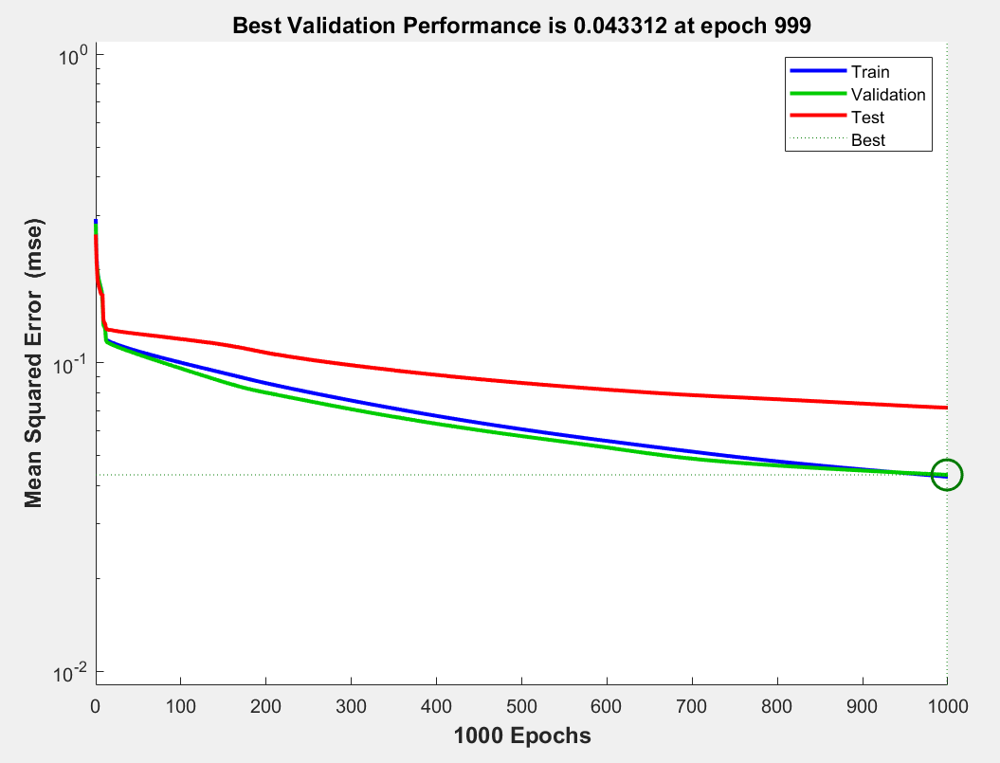 Best Validation Performance is 0.043312 at epoch 999
Train
Validation
Test
Best
Mean Squared Error (mse)
10^0
10^-1
10^-2
0 100 200 300 400 500 600 700 800 900 1000
1000 Epochs